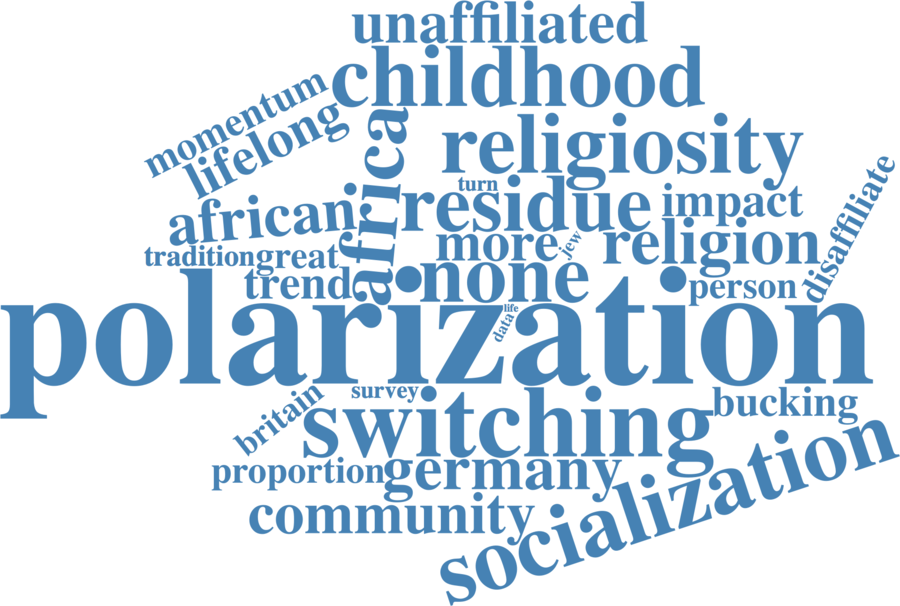 unaffiliated
childhood
momentum
lifelong
africa
religiosity
turn
residue
impact
disaffiliate
african
more
jew
religion
tradition
great
trend
none
person
polarization
life
data
survey
britain
switching
bucking
proportion
germany
community
socialization